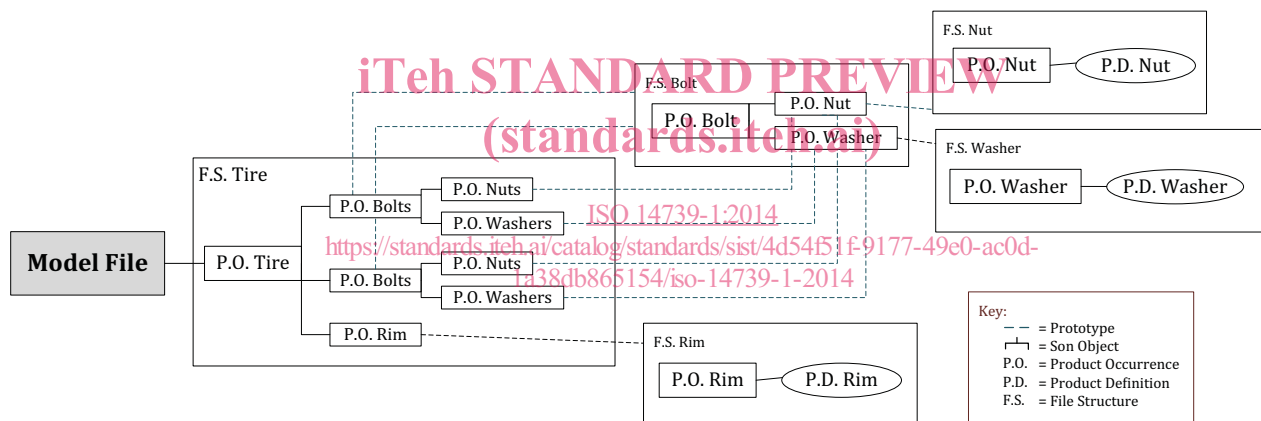 F.S. Nut
P.O. Nut
P.D. Nut
iTeh STANDARD PREVIEW
(standards.iteh.ai)
F.S. Bolt
P.O. Bolt
P.O. Nut
P.O. Washer
F.S. Washer
P.O. Washer
P.D. Washer
F.S. Tire
P.O. Nuts
P.O. Bolts
P.O. Washers
ISO 14739-1:2014
https://standards.iteh.ai/catalog/standards/sist/4d54f51f-9177-49e0-ac0d-
1a38db865154/iso-14739-1-2014
Model File
P.O. Tire
P.O. Nuts
P.O. Bolts
P.O. Washers
P.O. Rim
F.S. Rim
P.O. Rim
P.D. Rim
Key:
= Prototype
= Son Object
P.O. = Product Occurrence
P.D. = Product Definition
F.S. = File Structure